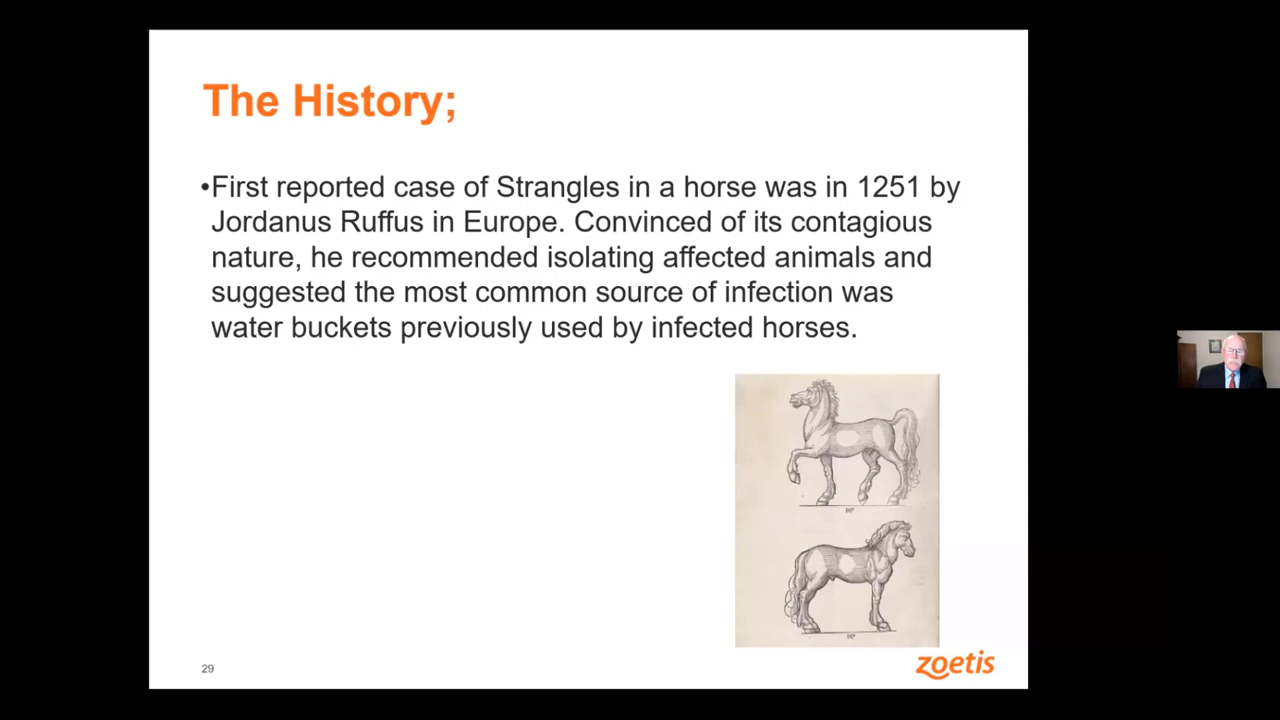 The History;
•First reported case of Strangles in a horse was in 1251 by
Jordanus Ruffus in Europe. Convinced of its contagious
nature, he recommended isolating affected animals and
suggested the most common source of infection was
water buckets previously used by infected horses.
29
zoetis